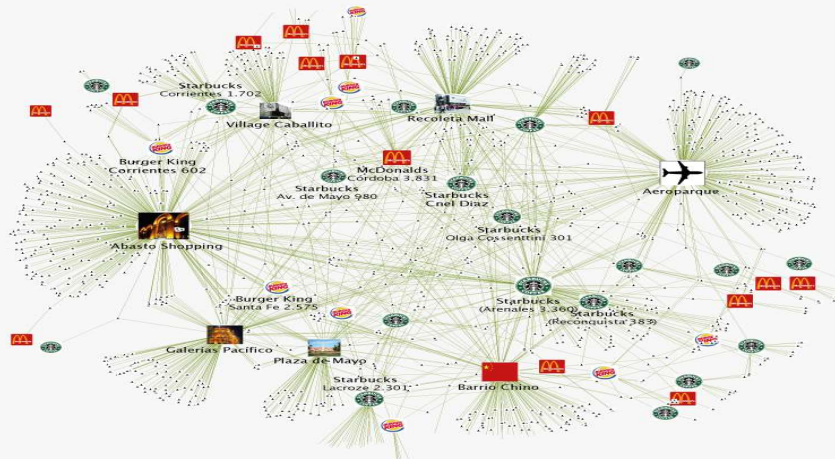 Starbucks
Corrientes 1.702
Village Caballito
Recoleta Mall
Burger King
Corrientes 602
McDonalds
Córdoba 3,831
Starbucks
Av. de Mayo 980
Starbucks
Cnel Diaz
Aeroparque
Starbucks
Olga Cossenttini 301
Abasto Shopping
Burger King
Santa Fe 2.575
Starbucks
(Arenales 3.360)
Starbucks
(Reconquista 383)
Galerias Pacífico
Plaza de Mayo
Starbucks
Lacroze 2.301
Barrio Chino